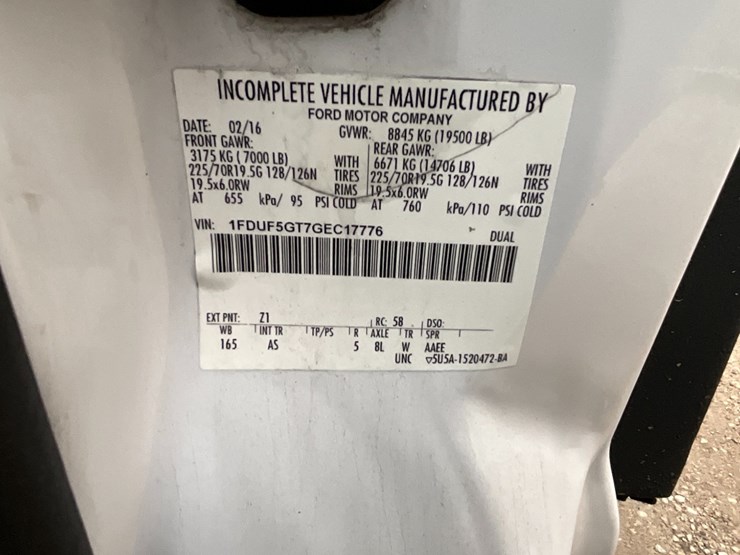 INCOMPLETE VEHICLE MANUFACTURED BY
FORD MOTOR COMPANY
DATE: 02/16 GVWR: 8845 KG (19500 LB)
FRONT GAWR: REAR GAWR:
3175 KG ( 7000 LB) WITH 6671 KG (14706 LB) WITH
225/70R19.5G 128/126N TIRES 225/70R19.5G 128/126N TIRES
19.5x6.0RW RIMS 19.5x6.0RW RIMS
AT 655 kPa/ 95 PSI COLD AT 760 kPa/110 PSI COLD
VIN: 1FDUF5GT7GEC17776 DUAL
EXT PNT: Z1 RC: 58 DSO:
WB INT TR TP/PS R AXLE TR SPR
165 AS 5 8L W AAEE
UNC ▽5U5A-1520472-BA